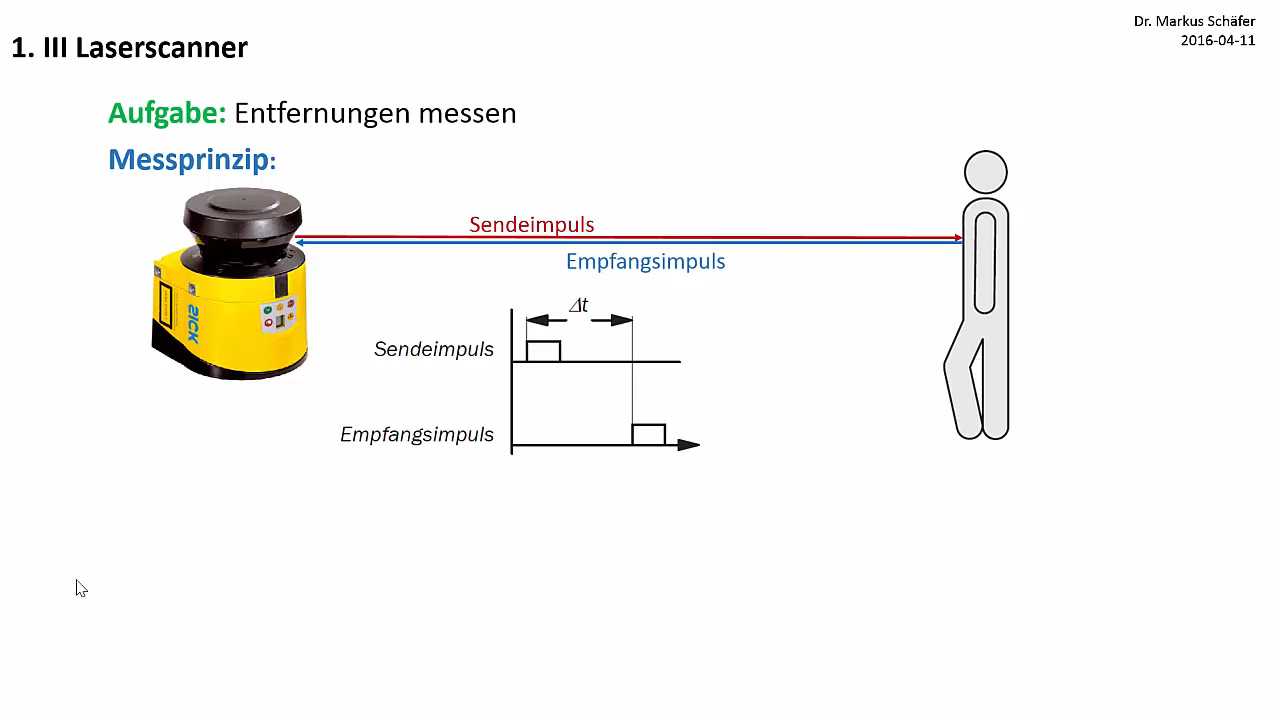 Dr. Markus Schäfer
2016-04-11
1. III Laserscanner
Aufgabe: Entfernungen messen
Messprinzip:
Sendeimpuls
Empfangsimpuls
SICK
Δt
Sendeimpuls
Empfangsimpuls